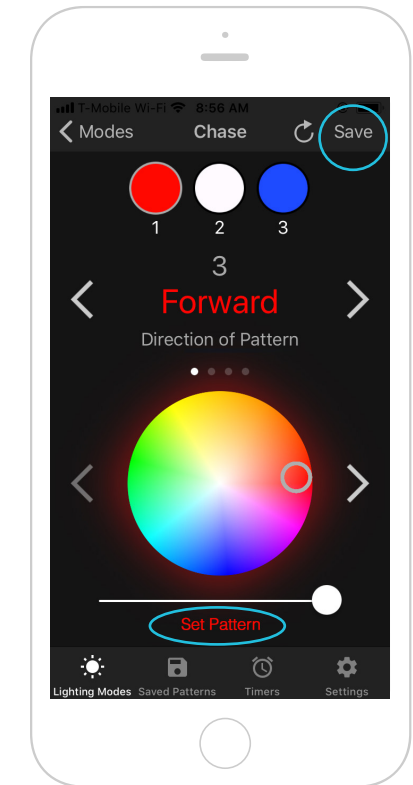 T-Mobile Wi-Fi 8:56 AM
Modes Chase Save
1 2 3
3
Forward
Direction of Pattern
Set Pattern
Lighting Modes Saved Patterns Timers Settings